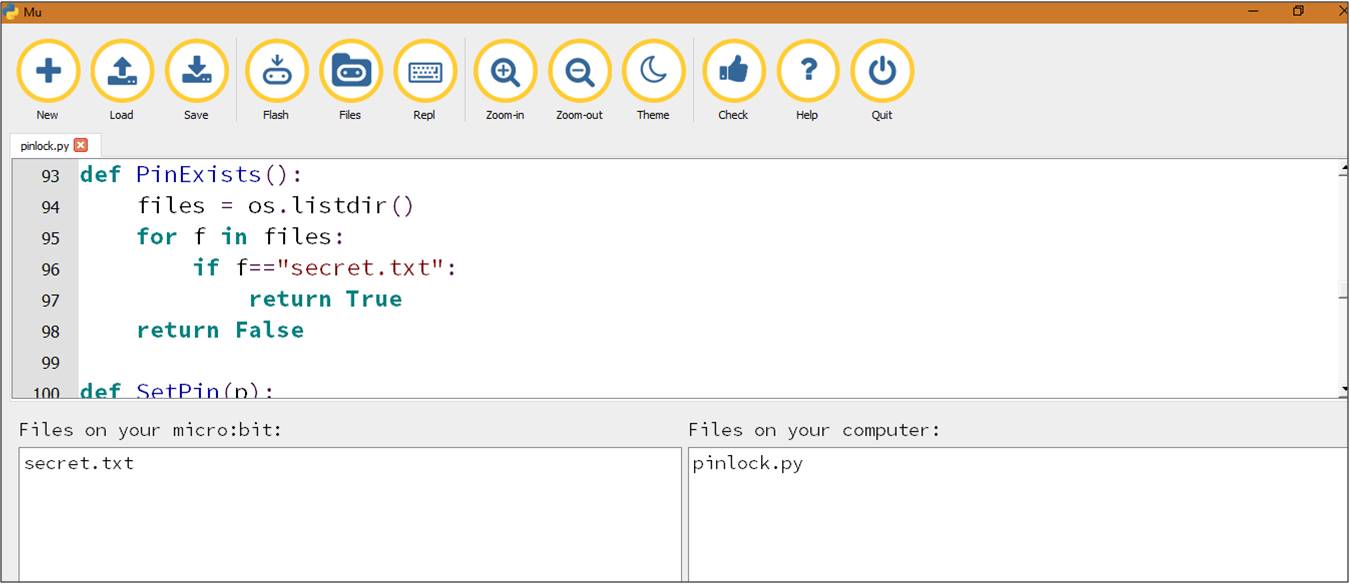 Mu
New Load Save Flash Files Repl Zoom-in Zoom-out Theme Check Help Quit
pinlock.py
93 def PinExists():
94     files = os.listdir()
95     for f in files:
96         if f=="secret.txt":
97             return True
98     return False
99
100 def SetPin(p):
Files on your micro:bit:
secret.txt
Files on your computer:
pinlock.py